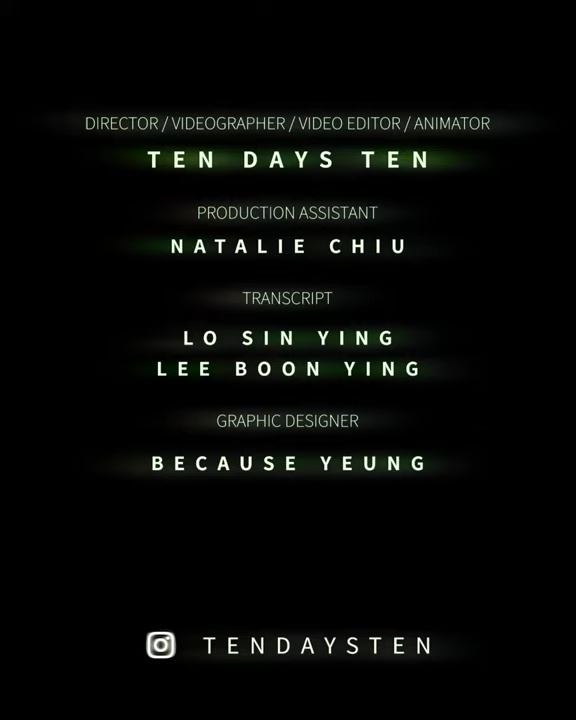 DIRECTOR / VIDEOGRAPHER / VIDEO EDITOR / ANIMATOR
TEN DAYS TEN
PRODUCTION ASSISTANT
NATALIE CHIU
TRANSCRIPT
LO SIN YING
LEE BOON YING
GRAPHIC DESIGNER
BECAUSE YEUNG
TENDAYSTEN